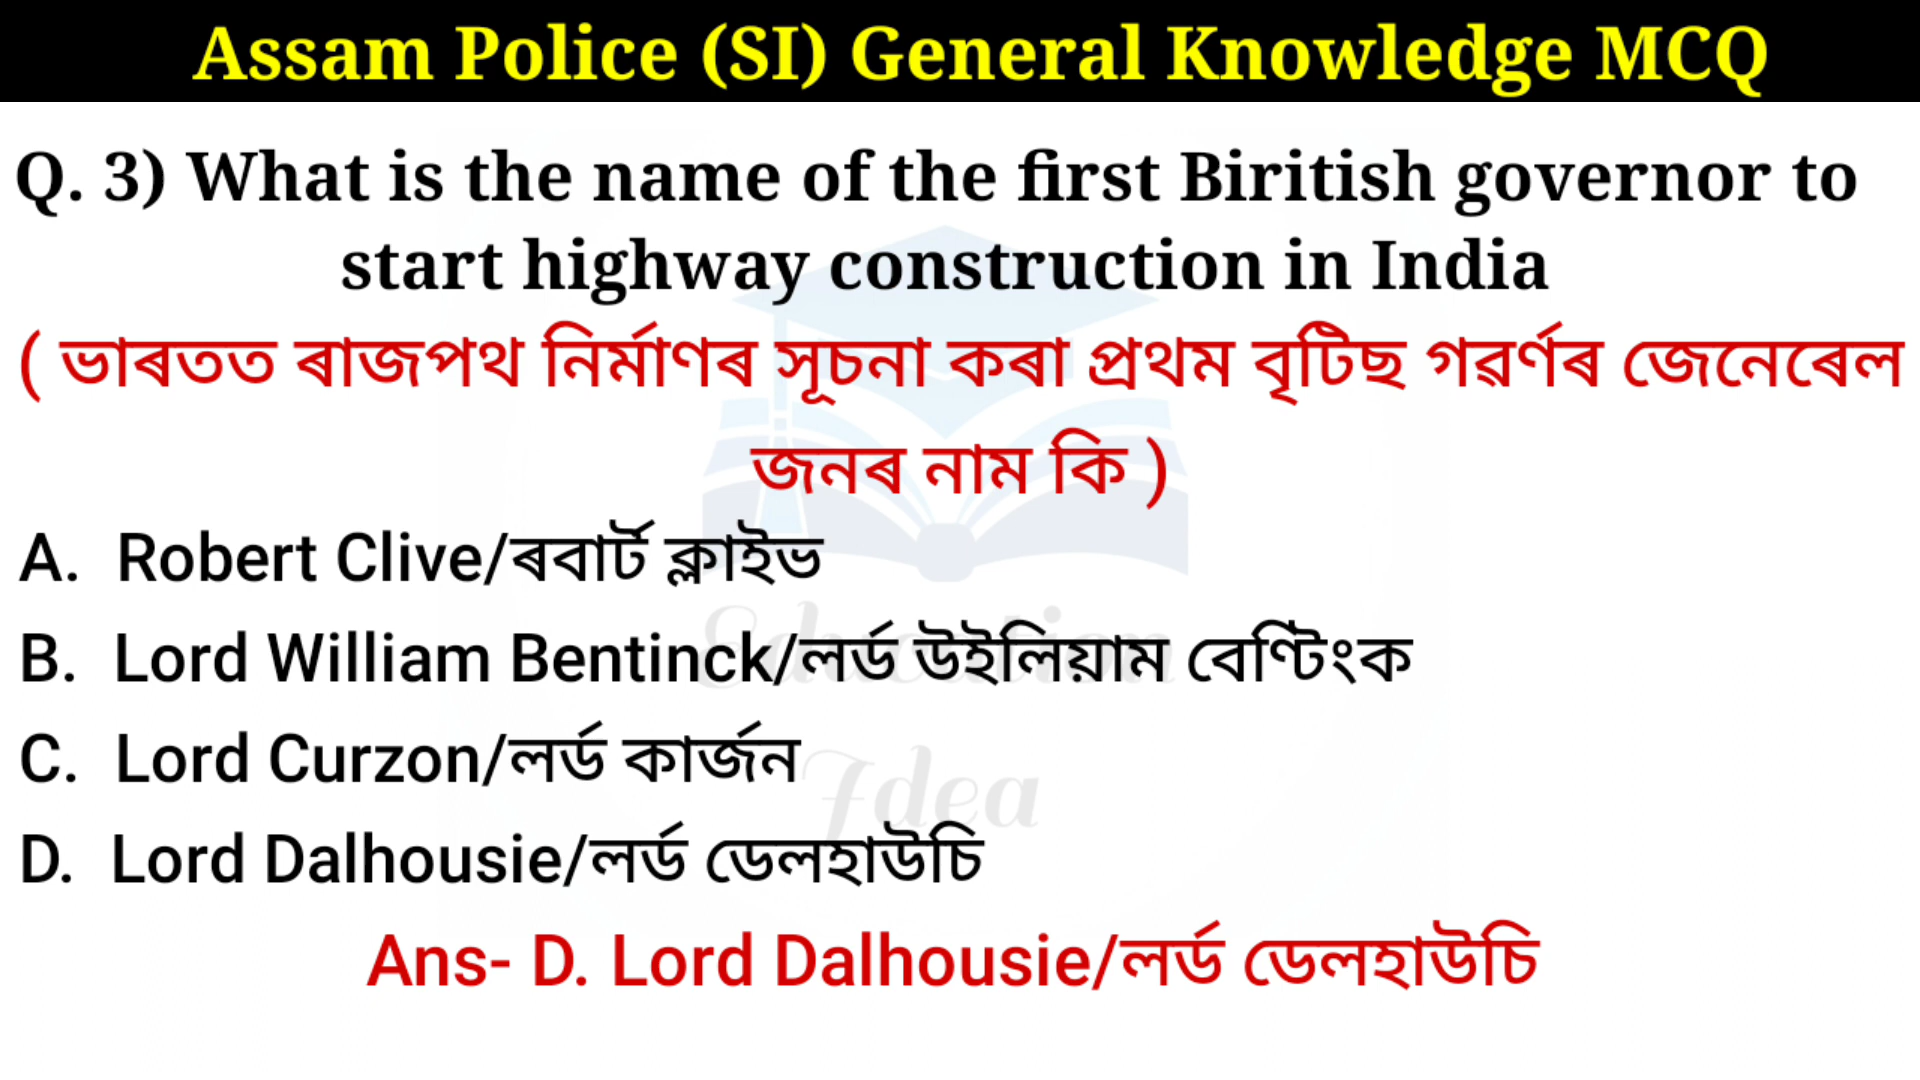 Assam Police (SI) General Knowledge MCQ
Q. 3) What is the name of the first Biritish governor to
start highway construction in India
( ভাৰতত ৰাজপথ নিৰ্মাণৰ সূচনা কৰা প্ৰথম বৃটিছ গৱৰ্ণৰ জেনেৰেল
জনৰ নাম কি )
A. Robert Clive/ৰবাৰ্ট ক্লাইভ
B. Lord William Bentinck/লৰ্ড উইলিয়াম বেণ্টিংক
Education
C. Lord Curzon/লৰ্ড কাৰ্জন
Idea
D. Lord Dalhousie/লৰ্ড ডেলহাউচি
Ans- D. Lord Dalhousie/লৰ্ড ডেলহাউচি